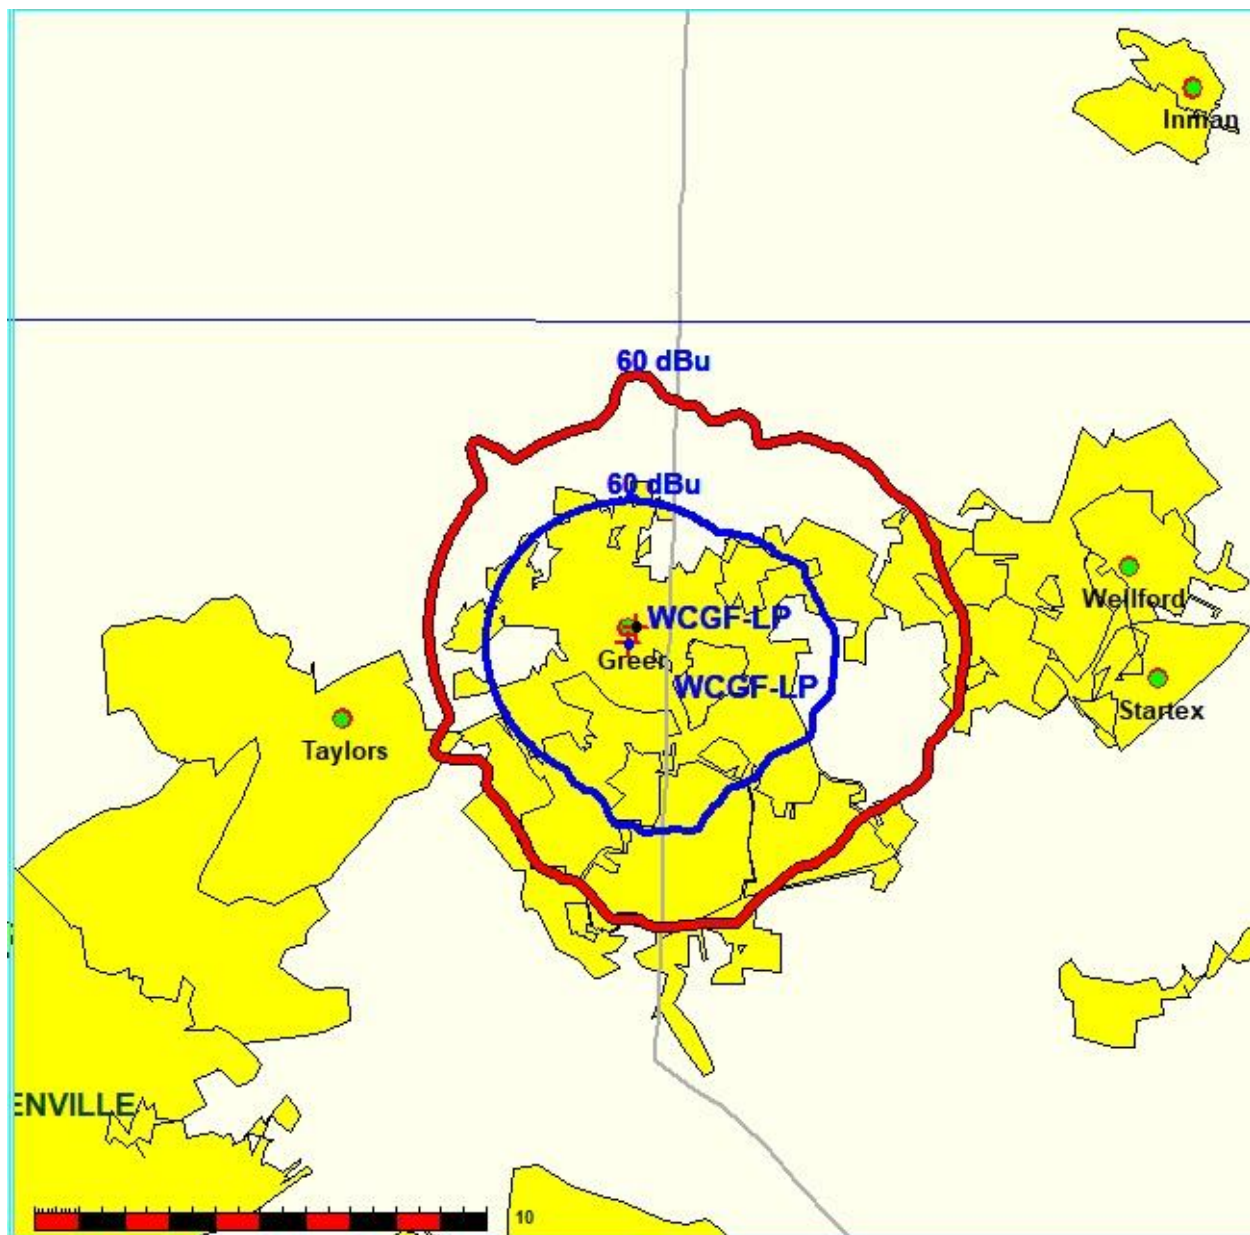 Inman
60 dBu
60 dBu
Wellford
WCGF-LP
Greer
WCGF-LP
Startex
Taylors
ENVILLE
10